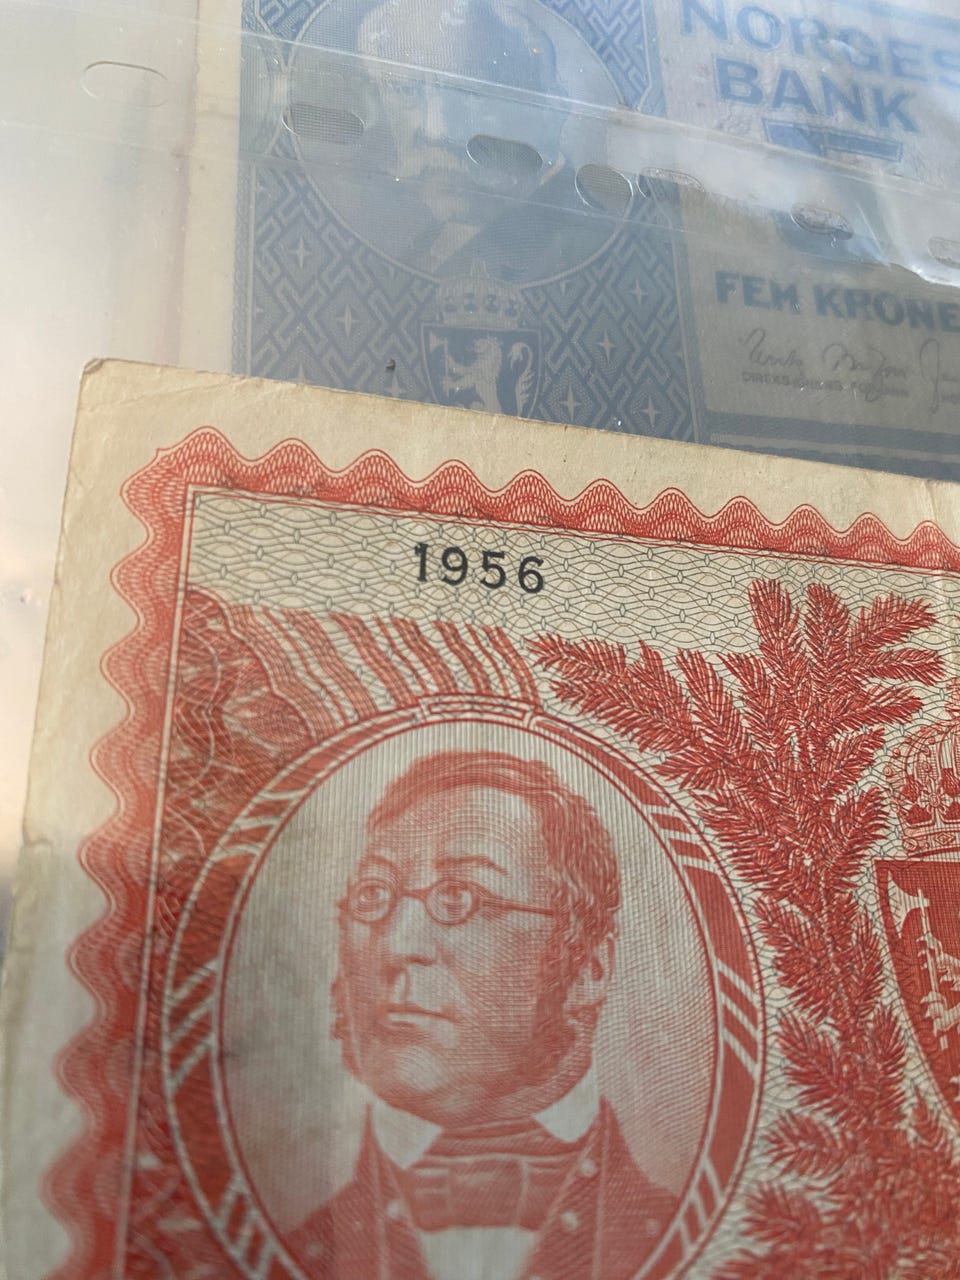 NORGES
BANK
FEM KRONE
1956